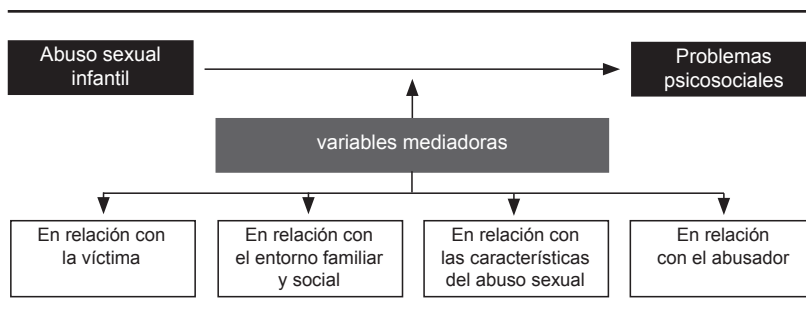 Abuso sexual
infantil
Problemas
psicosociales
variables mediadoras
En relación con
la víctima
En relación con
el entorno familiar
y social
En relación con
las características
del abuso sexual
En relación
con el abusador